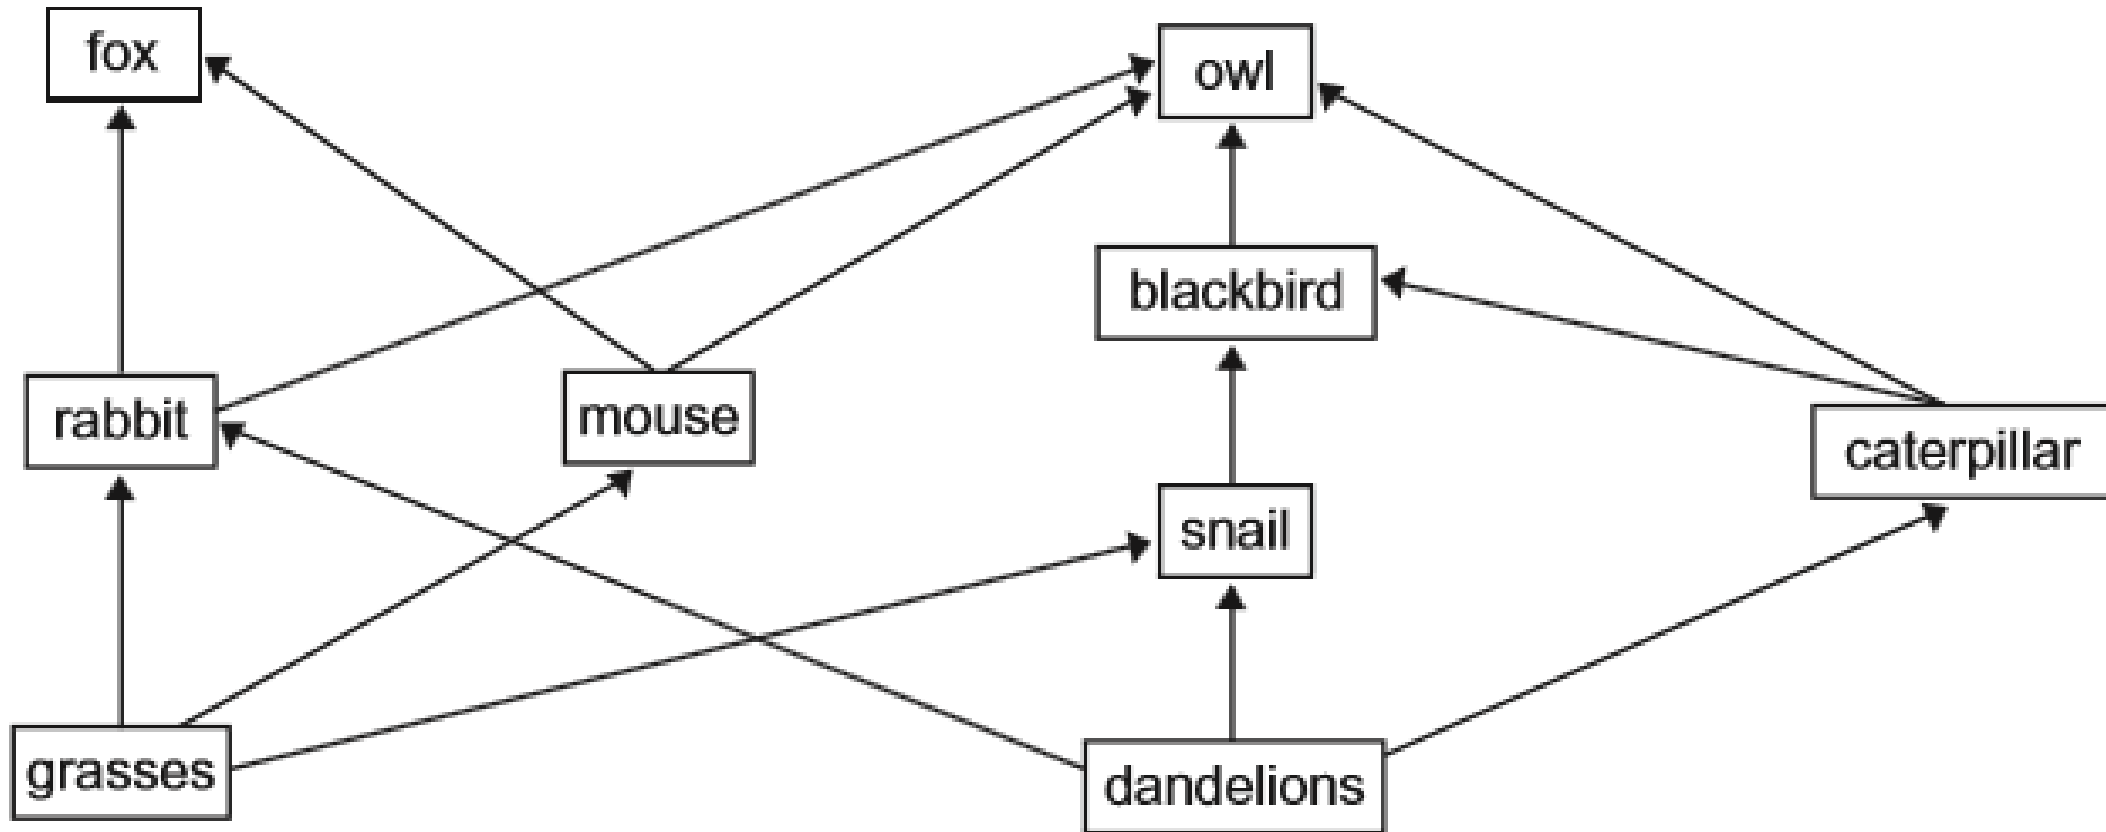 fox
owl
blackbird
rabbit
mouse
caterpillar
snail
grasses
dandelions